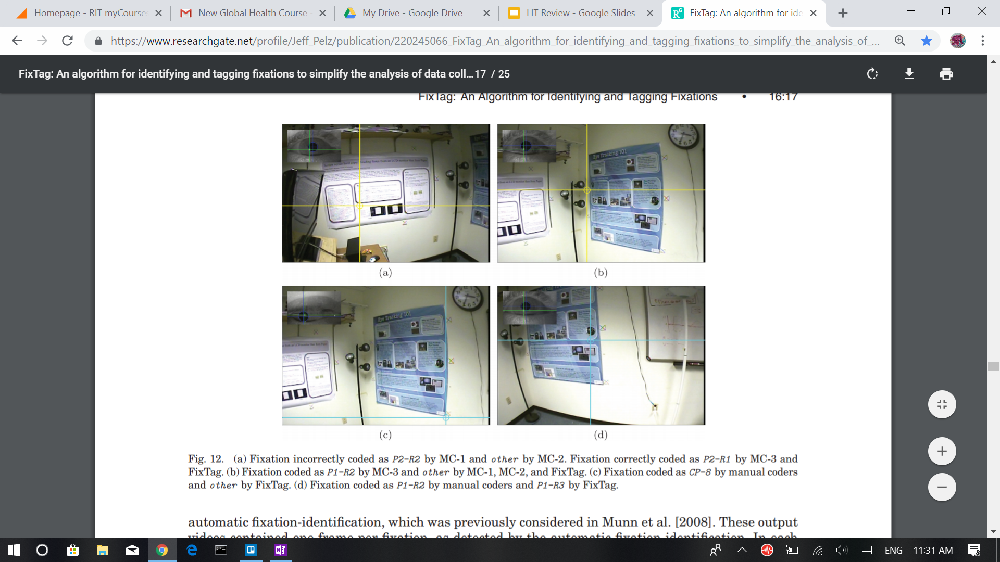 Homepage - RIT myCourses
New Global Health Course -
My Drive - Google Drive
LIT Review - Google Slides
FixTag: An algorithm for ide
https://www.researchgate.net/profile/Jeff_Pelz/publication/220245066_FixTag_An_algorithm_for_identifying_and_tagging_fixations_to_simplify_the_analysis_of_...
FixTag: An algorithm for identifying and tagging fixations to simplify the analysis of data coll... 17 / 25
FixTag: An Algorithm for Identifying and Tagging Fixations • 16:17
Eye Tracking 101
(a)
(b)
Eye Tracking 101
(c)
(d)
Fig. 12. (a) Fixation incorrectly coded as P2-R2 by MC-1 and other by MC-2. Fixation correctly coded as P2-R1 by MC-3 and
FixTag. (b) Fixation coded as P1-R2 by MC-3 and other by MC-1, MC-2, and FixTag. (c) Fixation coded as CP-8 by manual coders
and other by FixTag. (d) Fixation coded as P1-R2 by manual coders and P1-R3 by FixTag.
automatic fixation-identification, which was previously considered in Munn et al. [2008]. These output
videos contained one frame per fixation, as detected by the automatic fixation identification. In each
ENG 11:31 AM